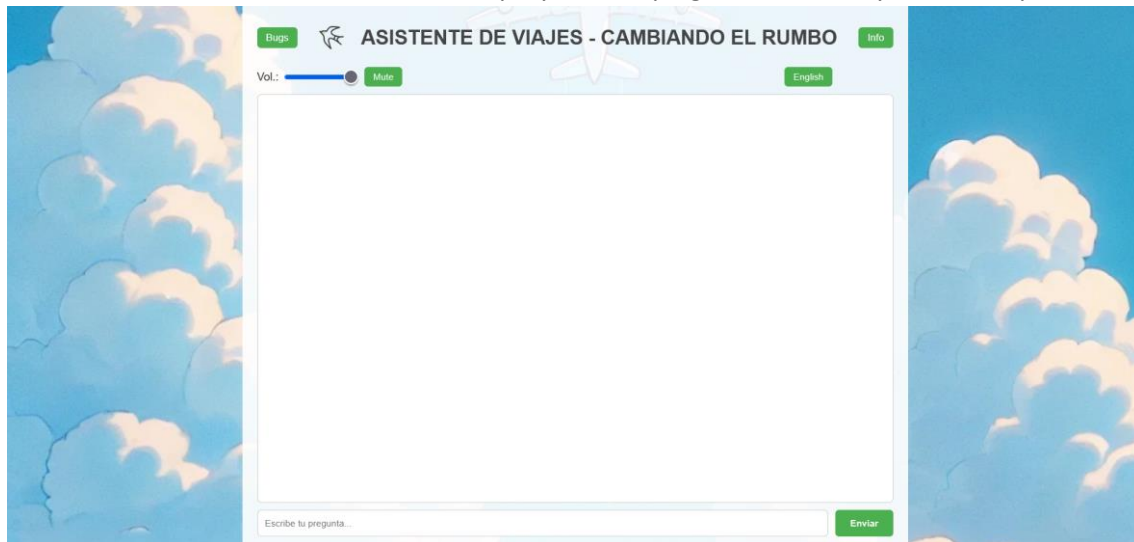 Bugs ASISTENTE DE VIAJES - CAMBIANDO EL RUMBO Info
Vol.: Mute English
Escribe tu pregunta... Enviar